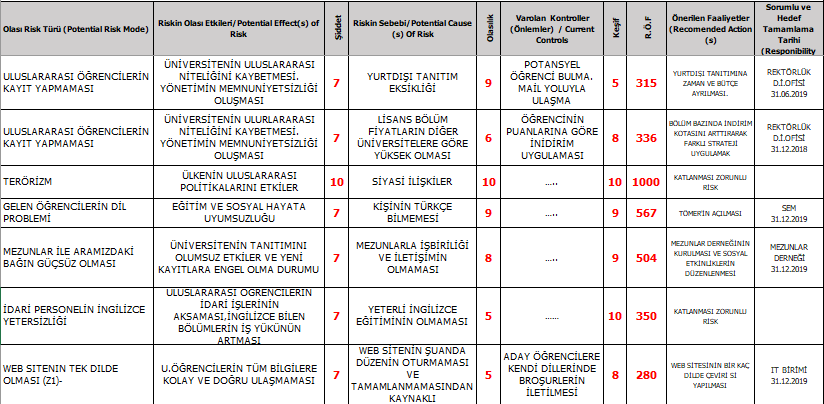 Olası Risk Türü (Potential Risk Mode)
Riskin Olası Etkileri/Potential Effect(s) of
Risk
Şiddet
Riskin Sebebi/Potential Cause
(s) Of Risk
Olasılık
Varolan Kontroller
(Önlemler) / Current
Controls
Keşif
R.Ö.F
Önerilen Faaliyetler
(Recomended Action
(s)
Sorumlu ve
Hedef
Tamamlama
Tarihi
(Responibility
ULUSLARARASI ÖĞRENCİLERİN
KAYIT YAPMAMASI
ÜNİVERSİTENİN ULUSLARARASI
NİTELİĞİNİ KAYBETMESİ.
YÖNETİMİN MEMNUNİYETSİZLİĞİ
OLUŞMASI
7
YURTDIŞI TANITIM
EKSİKLİĞİ
9
POTANSYEL
ÖĞRENCİ BULMA.
MAİL YOLUYLA
ULAŞMA
5
315
YURTDIŞI TANITIMINA
ZAMAN VE BÜTÇE
AYRILMASI.
REKTÖRLÜK
D.İ.OFİSİ
31.06.2019
ULUSLARARASI ÖĞRENCİLERİN
KAYIT YAPMAMASI
ÜNİVERSİTENİN ULURLARARASI
NİTELİĞİNİ KAYBETMESİ.
YÖNETİMİN MEMNUNİYETSİZLİĞİ
OLUŞMASI
7
LİSANS BÖLÜM
FİYATLARIN DİĞER
ÜNİVERSİTELERE GÖRE
YÜKSEK OLMASI
6
ÖĞRENCİNİN
PUANLARINA GÖRE
İNİDİRİM
UYGULAMASI
8
336
BÖLÜM BAZINDA İNDİRİM
KOTASINI ARTTIRARAK
FARKLI STRATEJİ
UYGULAMAK
REKTÖRLÜK
D.İ.OFİSİ
31.12.2018
TERÖRİZM
ÜLKENİN ULUSLARARASI
POLİTİKALARINI ETKİLER
10
SİYASİ İLİŞKİLER
10
.....
10
1000
KATLANMASI ZORUNLU
RİSK
GELEN ÖĞRENCİLERİN DİL
PROBLEMİ
EĞİTİM VE SOSYAL HAYATA
UYUMSUZLUĞU
7
KİŞİNİN TÜRKÇE
BİLMEMESİ
9
.....
9
567
TÖMER'İN AÇILMASI
SEM
31.12.2019
MEZUNLAR İLE ARAMIZDAKİ
BAĞIN GÜÇSÜZ OLMASI
ÜNİVERSİTENİN TANITIMINI
OLUMSUZ ETKİLER VE YENİ
KAYITLARA ENGEL OLMA DURUMU
7
MEZUNLARLA İŞBİRİLİĞİ
VE İLETİŞİMİN
OLMAMASI
8
.....
9
504
MEZUNLAR DERNEĞİNİN
KURULMASI VE SOSYAL
ETKİNLİKLERİN
DÜZENLENMESİ
MEZUNLAR
DERNEĞİ
31.12.2019
İDARİ PERSONELİN İNGİLİZCE
YETERSİZLİĞİ
ULUSLARARASI ÖĞRENCİLERİN
İDARİ İŞLERİNİN
AKSAMASI,İNGİLİZCE BİLEN
BÖLÜMLERİN İŞ YÜKÜNÜN
ARTMASI
7
YETERLİ İNGİLİZCE
EĞİTİMİNİN OLMAMASI
5
......
10
350
KATLANMASI ZORUNLU
RİSK
WEB SITENIN TEK DILDE
OLMASI (Z1)-
U.ÖĞRENCİLERİN TÜM BİLGİLERE
KOLAY VE DOĞRU ULAŞMAMASI
7
WEB SİTENİN ŞUANDA
DÜZENİN OTURMAMASI
VE
TAMAMLANMAMASINDAN
KAYNAKLI
5
ADAY ÖĞRENCİLERE
KENDİ DİLLERİNDE
BROŞURLERİN
İLETİLMESİ
8
280
WEB SİTESİNİN BİR KAÇ
DİLDE ÇEVİRİ Sİ
YAPILMASI
IT BİRİMİ
31.12.2019